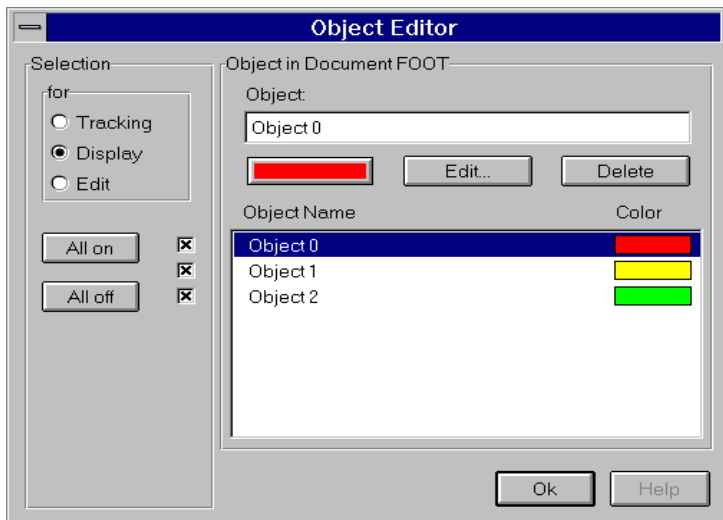 Object Editor
Selection
for
Tracking
Display
Edit
All on
All off
Object in Document FOOT
Object:
Object 0
Edit...
Delete
Object Name Color
Object 0
Object 1
Object 2
Ok
Help